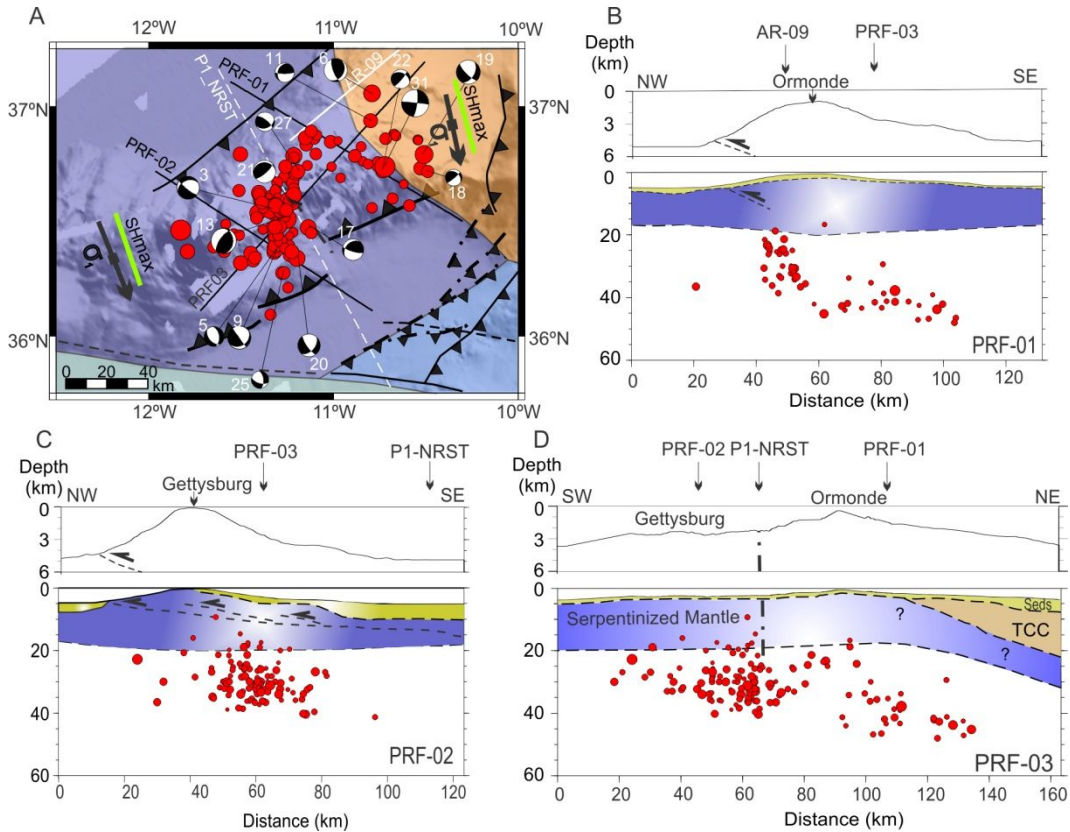 A
12ºW
11ºW
10ºW
37ºN
36ºN
37ºN
36ºN
12ºW
11ºW
10ºW
P1_NRST
PRF-01
PRF-02
PRF03
AR-09
SHmax
σ₁
SHmax
σ₁
11
6
22
19
31
27
3
21
18
13
17
5
9
20
25
0 20 40
km
B
AR-09
PRF-03
Depth
(km)
NW
Ormonde
SE
0
3
6
0
20
40
60
PRF-01
0 20 40 60 80 100 120
Distance (km)
C
PRF-03
P1-NRST
Depth
(km)
NW
Gettysburg
SE
0
3
6
0
20
40
60
PRF-02
0 20 40 60 80 100 120
Distance (km)
D
PRF-02
P1-NRST
PRF-01
Depth
(km)
SW
Ormonde
NE
Gettysburg
0
3
6
0
20
40
60
Serpentinized Mantle
?
?
Seds
TCC
PRF-03
0 20 40 60 80 100 120 140 160
Distance (km)